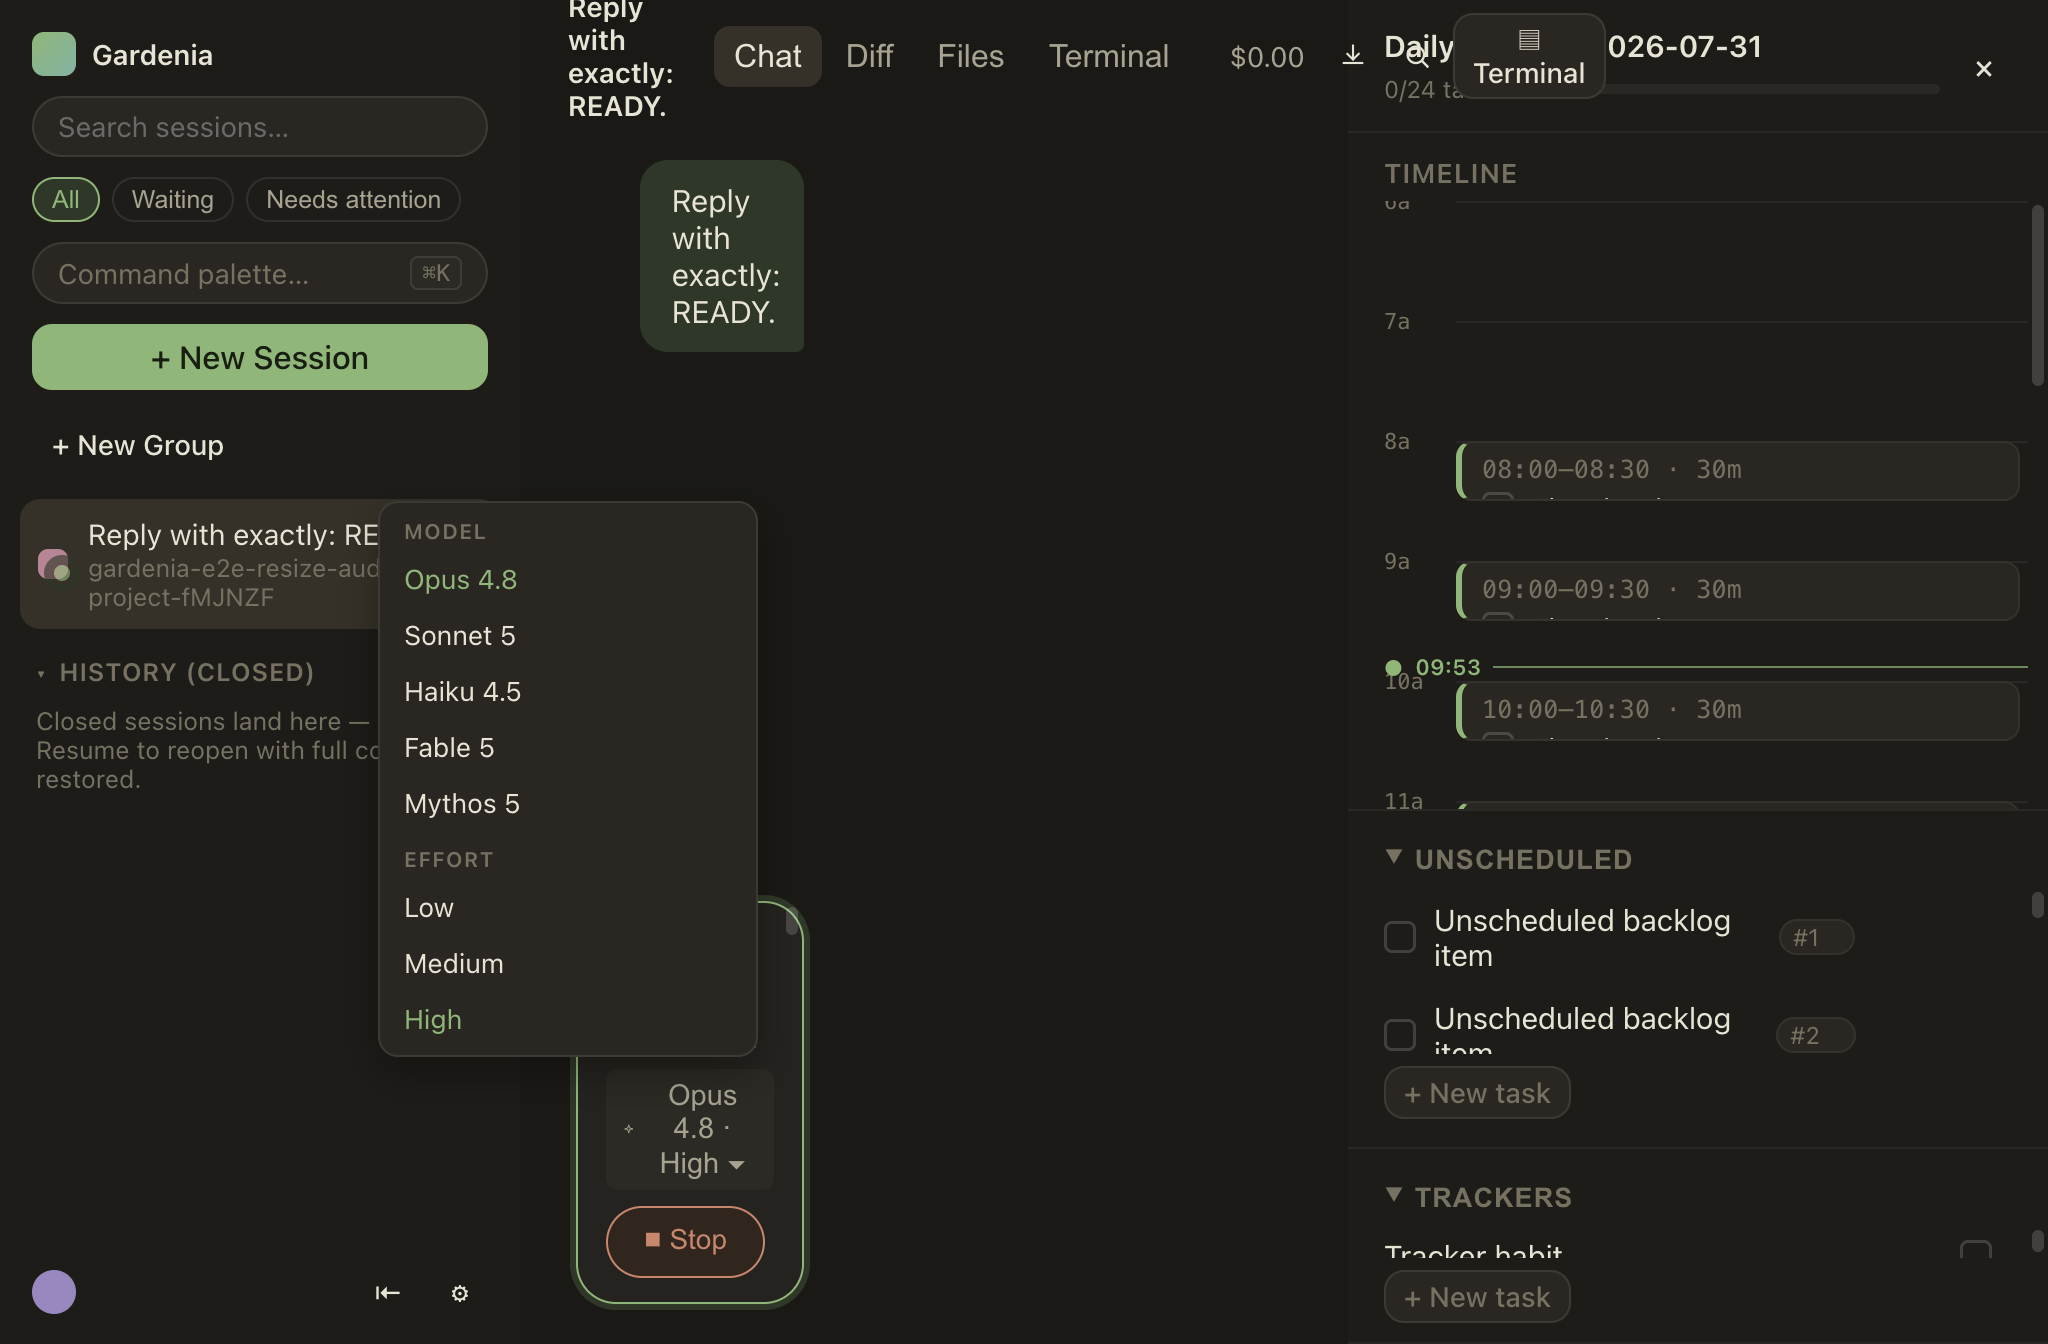 Gardenia
Search sessions...
All
Waiting
Needs attention
Command palette...
⌘K
+ New Session
+ New Group
Reply with exactly: RE
gardenia-e2e-resize-aud
project-fMJNZF
HISTORY (CLOSED)
Closed sessions land here —
Resume to reopen with full co
restored.
Reply
with
exactly:
READY.
Chat
Diff
Files
Terminal
$0.00
Reply
with
exactly:
READY.
MODEL
Opus 4.8
Sonnet 5
Haiku 4.5
Fable 5
Mythos 5
EFFORT
Low
Medium
High
Opus
4.8 ·
High
Stop
Daily
Terminal
026-07-31
0/24 ta
TIMELINE
6a
7a
8a
08:00–08:30 · 30m
9a
09:00–09:30 · 30m
09:53
10a
10:00–10:30 · 30m
11a
UNSCHEDULED
Unscheduled backlog
item
#1
Unscheduled backlog
item
#2
+ New task
TRACKERS
Tracker habit
+ New task